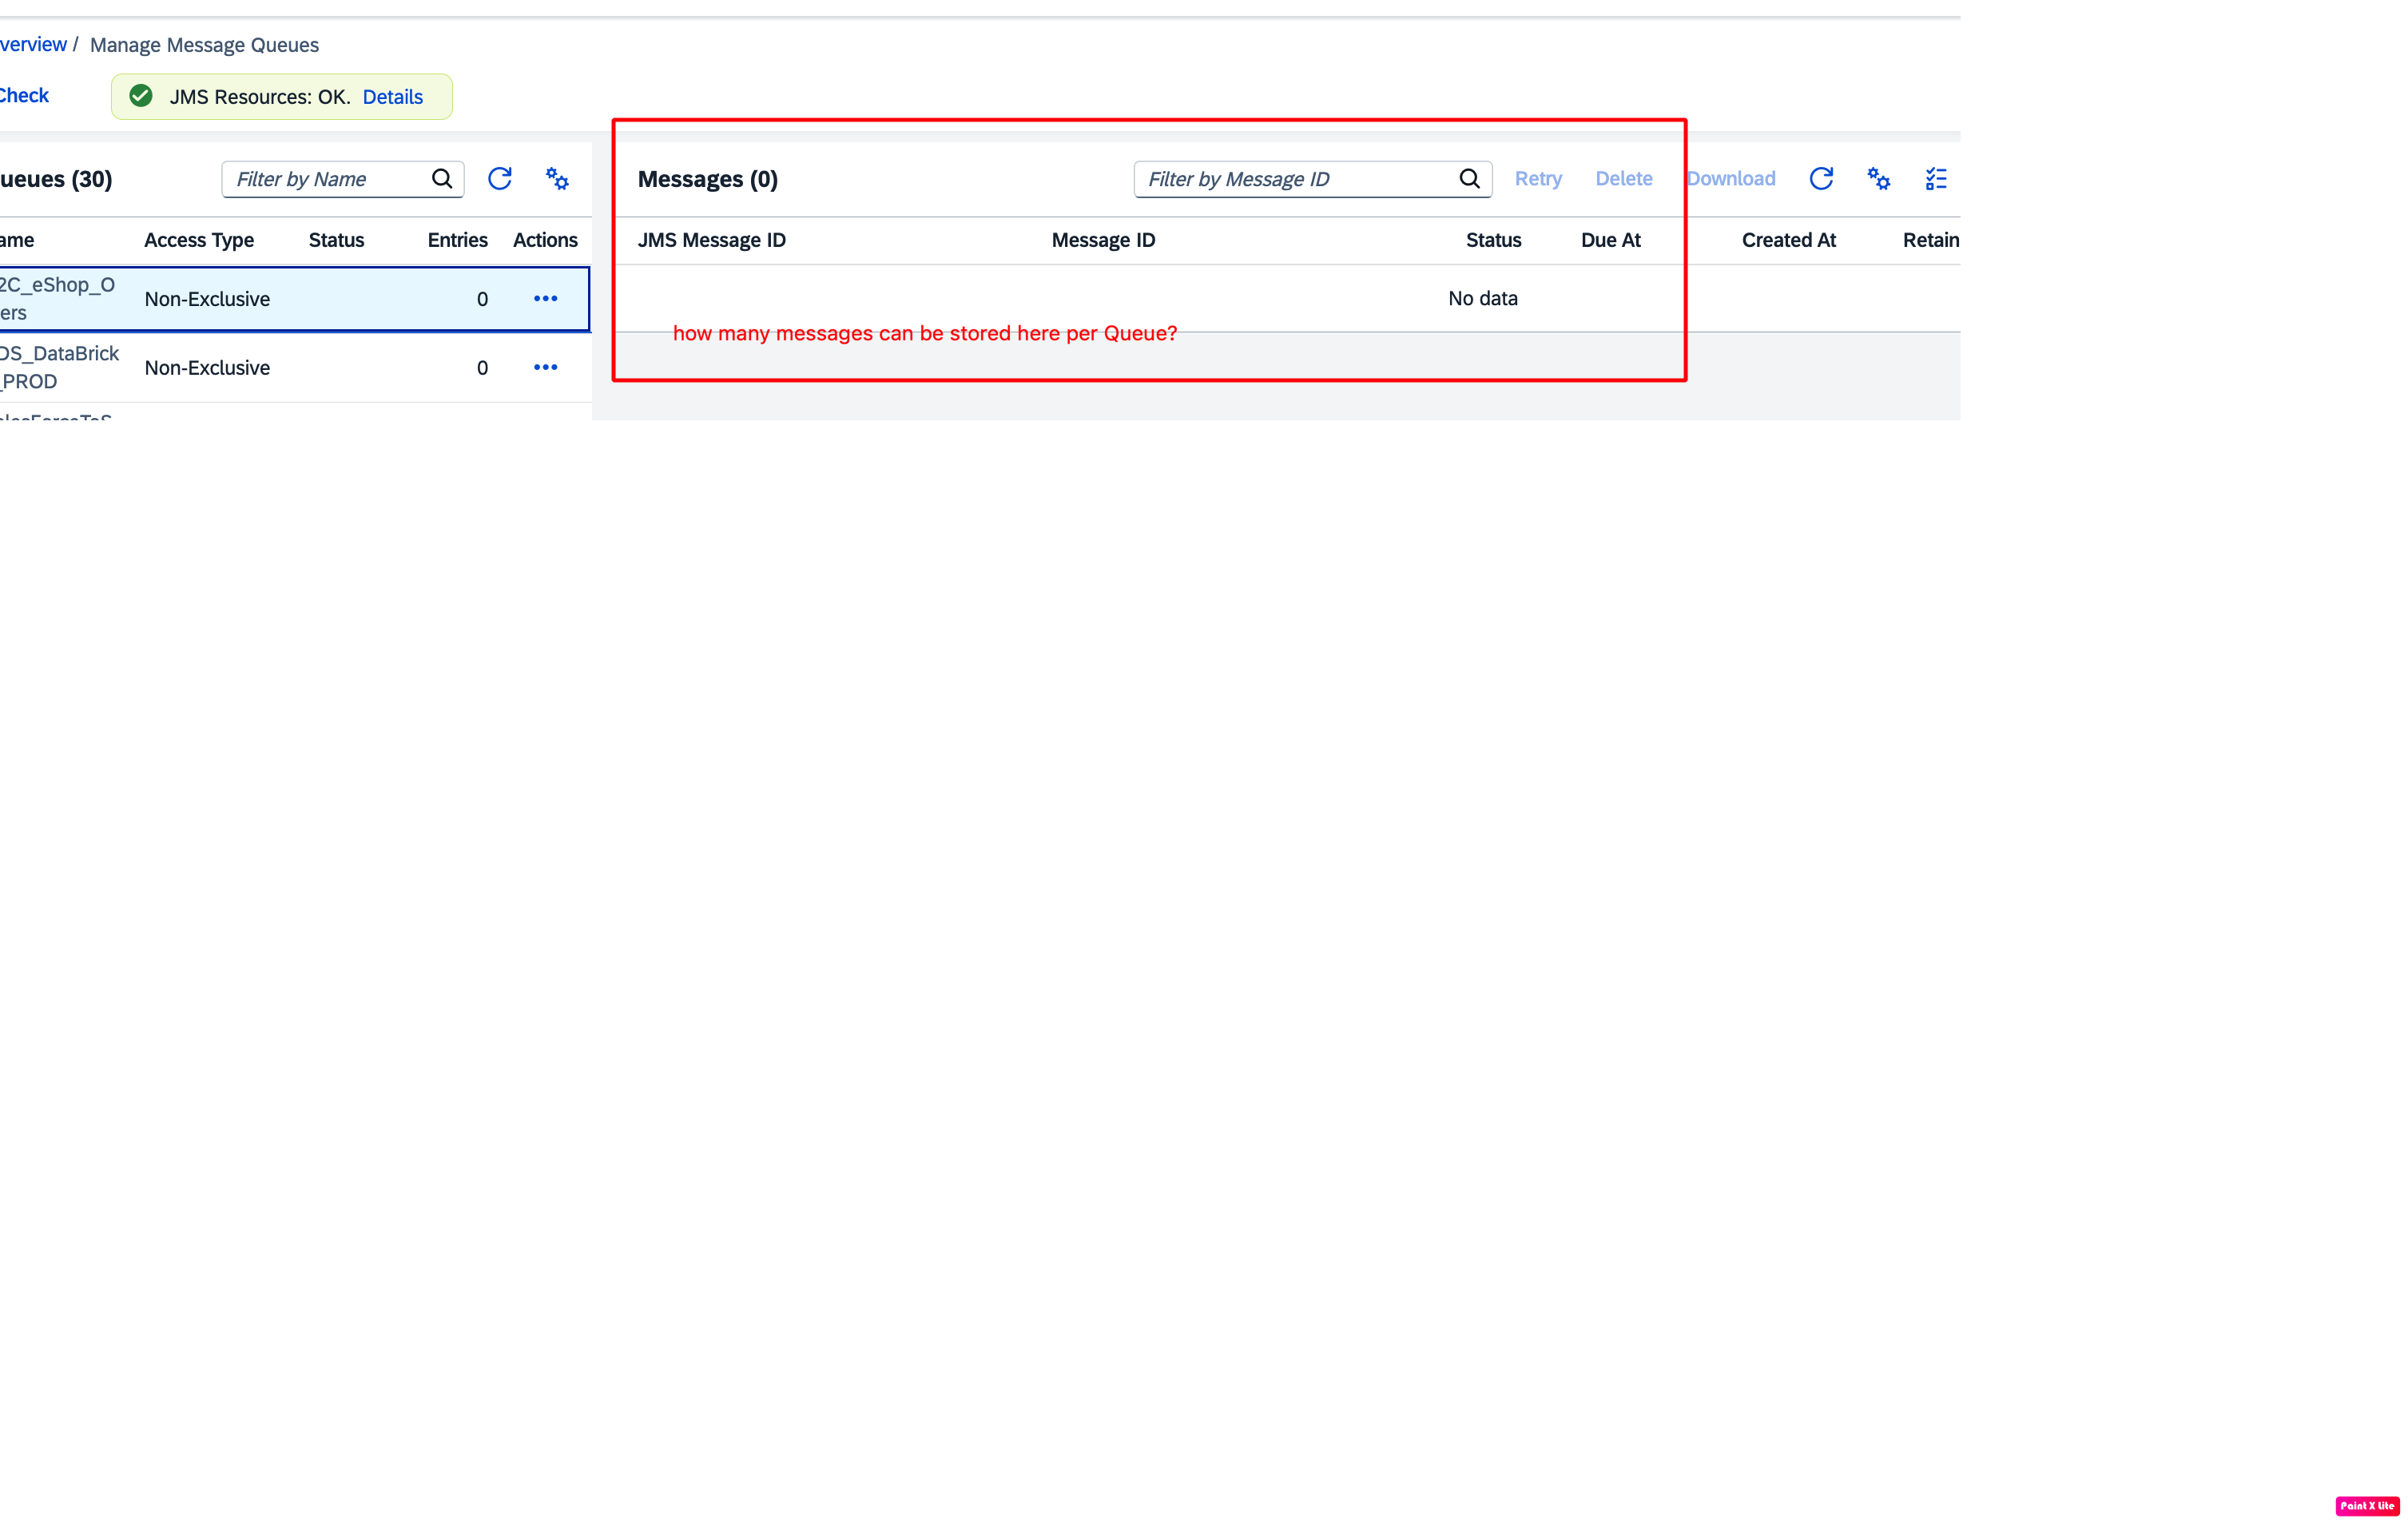 verview / Manage Message Queues
Check
JMS Resources: OK. Details
ueues (30)
Filter by Name
Messages (0)
Filter by Message ID
Retry Delete Download
ame Access Type Status Entries Actions
JMS Message ID Message ID Status Due At Created At Retain
2C_eShop_O
ers
Non-Exclusive 0
No data
how many messages can be stored here per Queue?
DS_DataBrick
_PROD
Non-Exclusive 0
Paint X lite